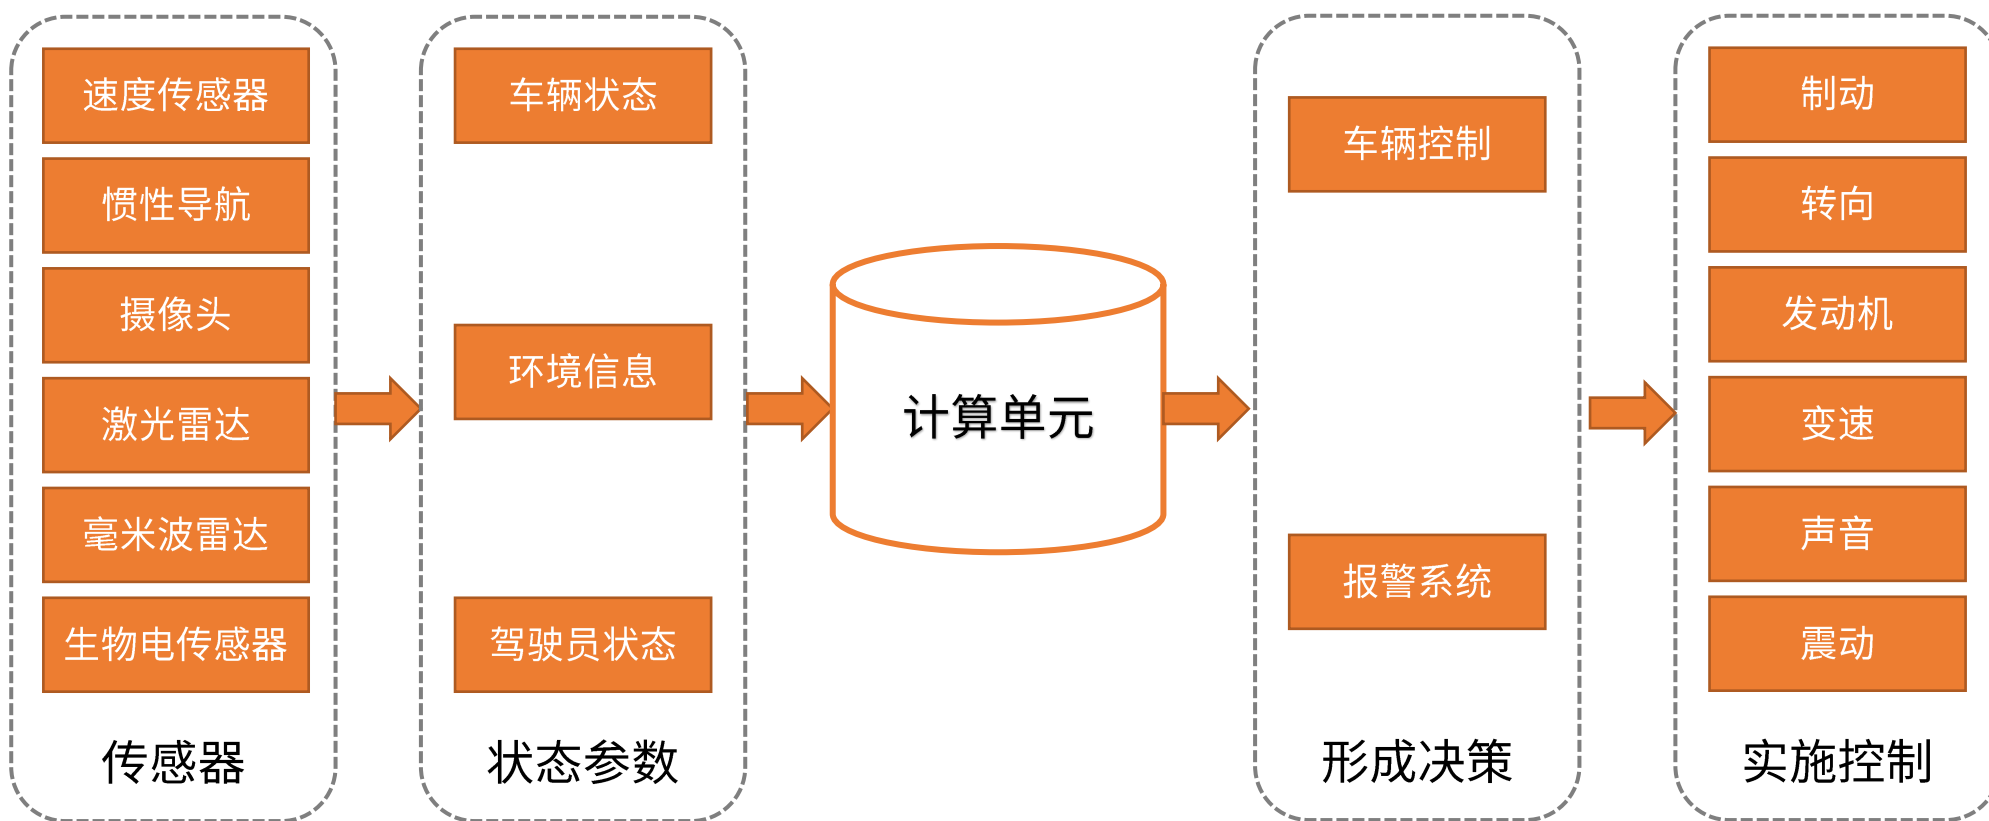 速度传感器
惯性导航
摄像头
激光雷达
毫米波雷达
生物电传感器
传感器
车辆状态
环境信息
驾驶员状态
状态参数
计算单元
车辆控制
报警系统
形成决策
制动
转向
发动机
变速
声音
震动
实施控制